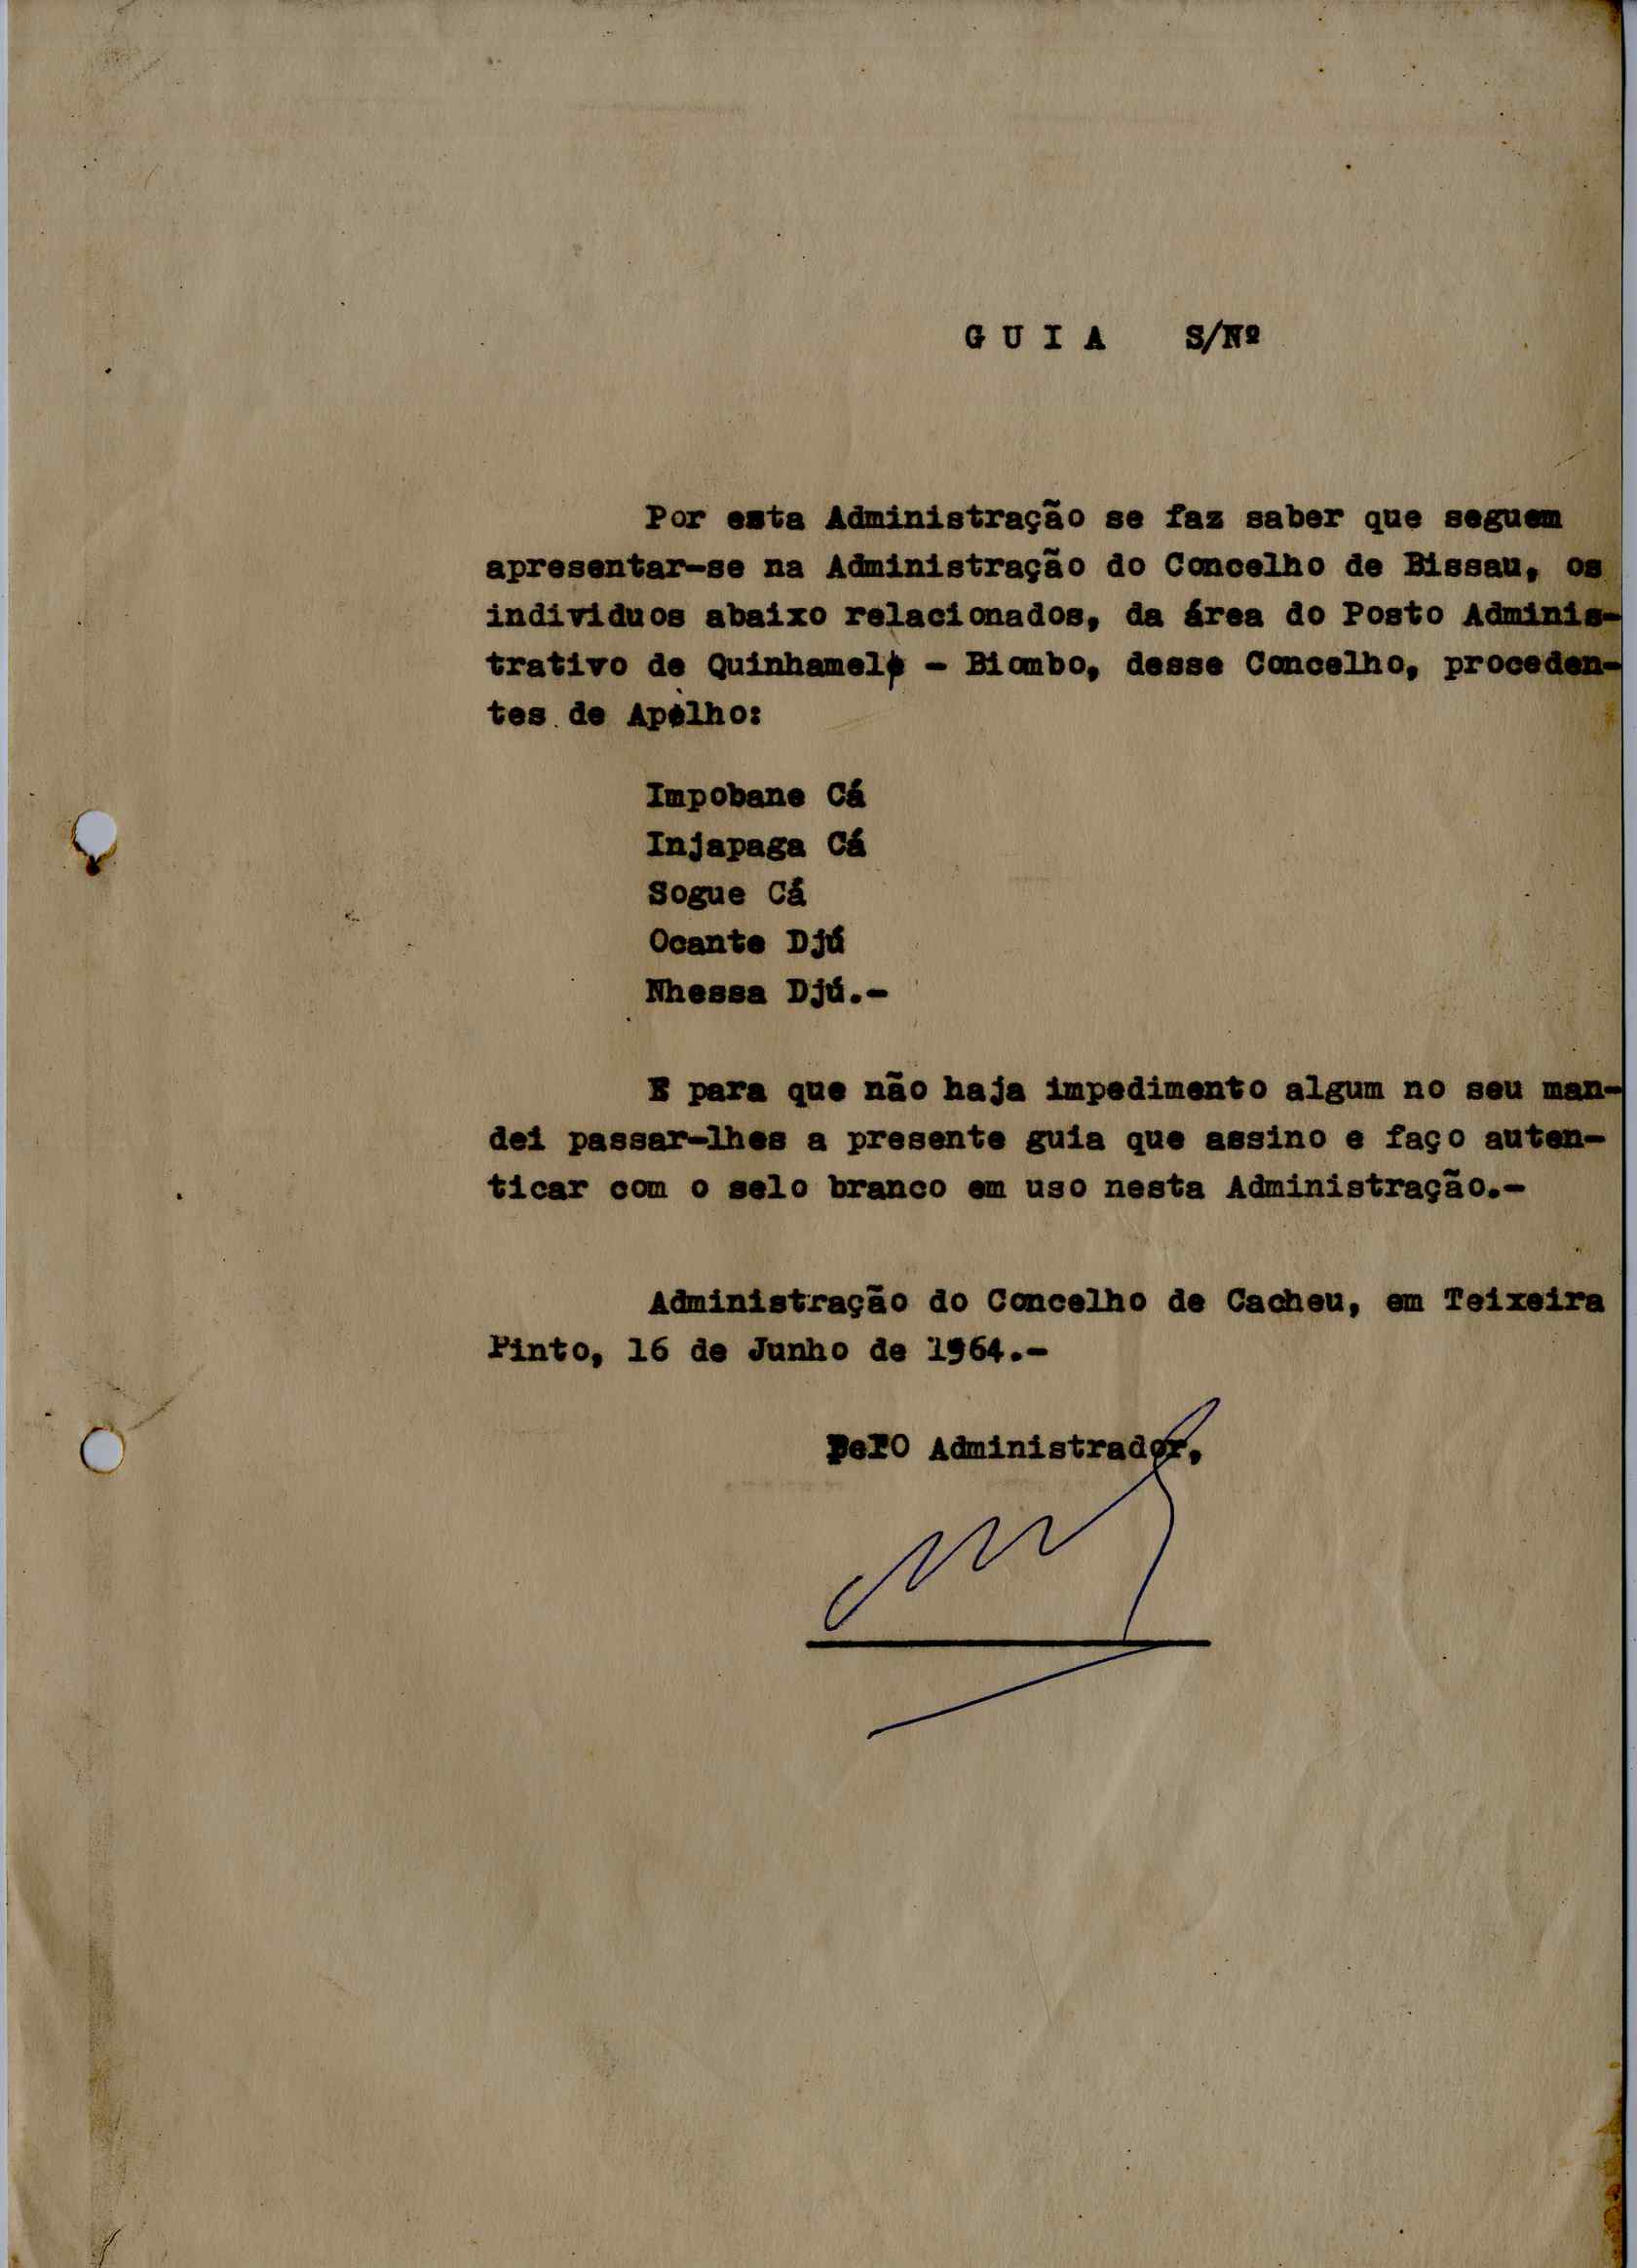 GUIA S/Nº
Por esta Administração se faz saber que seguem
apresentar-se na Administração do Concelho de Bissau, os
individuos abaixo relacionados, da área do Posto Adminis-
trativo de Quinhamel - Biombo, desse Concelho, proceden-
tes de Apèlho:
Impobane Cá
Injapaga Cá
Sogue Cá
Ocante Djú
Nhessa Djú.-
E para que não haja impedimento algum no seu man-
dei passar-lhes a presente guia que assino e faço auten-
ticar com o selo branco em uso nesta Administração.-
Administração do Concelho de Cacheu, em Teixeira
Pinto, 16 de Junho de 1964.-
PelO Administrador,